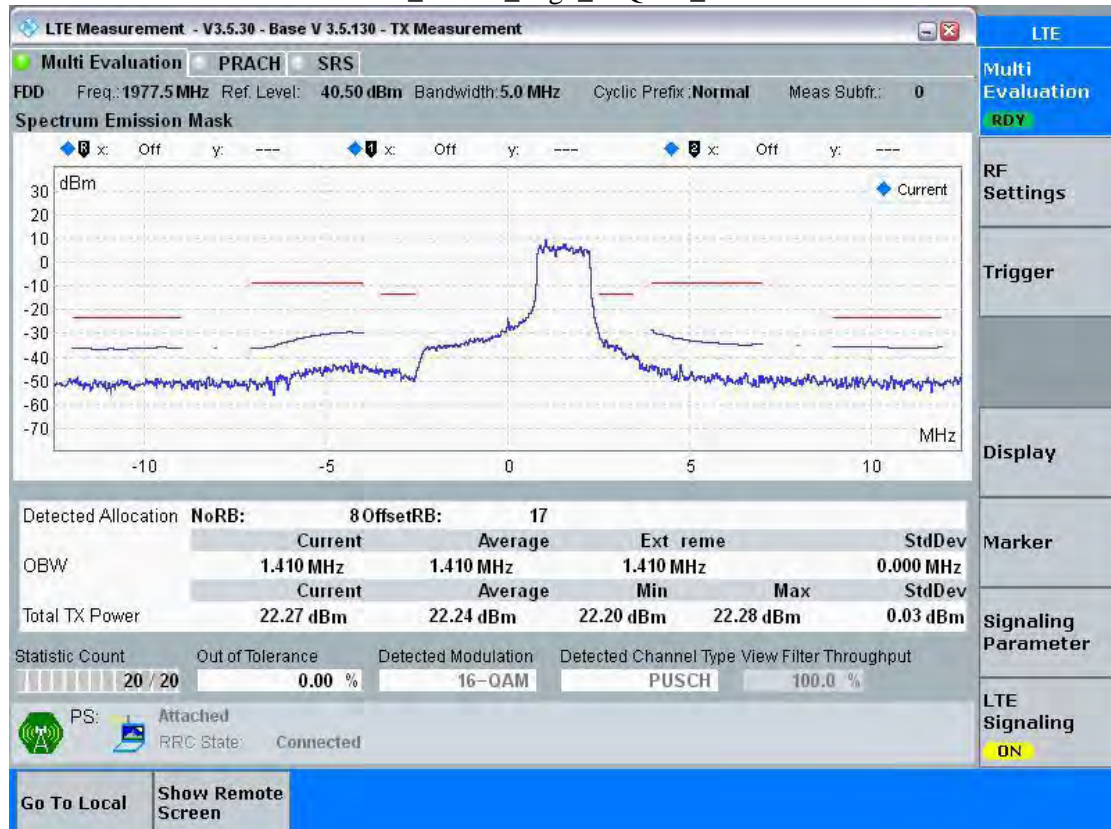 LTE Measurement - V3.5.30 - Base V 3.5.130 - TX Measurement
LTE
Multi Evaluation PRACH SRS
FDD Freq.: 1977.5 MHz Ref. Level: 40.50 dBm Bandwidth: 5.0 MHz Cyclic Prefix : Normal Meas Subfr.: 0
Spectrum Emission Mask
R x: Off y: --- 1 x: Off y: --- 2 x: Off y: ---
dBm
Current
30
20
10
0
-10
-20
-30
-40
-50
-60
-70
MHz
-10 -5 0 5 10
Detected Allocation NoRB: 8 OffsetRB: 17
Current Average Ext reme StdDev
OBW 1.410 MHz 1.410 MHz 1.410 MHz 0.000 MHz
Current Average Min Max StdDev
Total TX Power 22.27 dBm 22.24 dBm 22.20 dBm 22.28 dBm 0.03 dBm
Statistic Count Out of Tolerance Detected Modulation Detected Channel Type View Filter Throughput
20 / 20 0.00 % 16-QAM PUSCH 100.0 %
PS: Attached
RRC State: Connected
Multi
Evaluation
RDY
RF
Settings
Trigger
Display
Marker
Signaling
Parameter
LTE
Signaling
ON
Go To Local
Show Remote
Screen